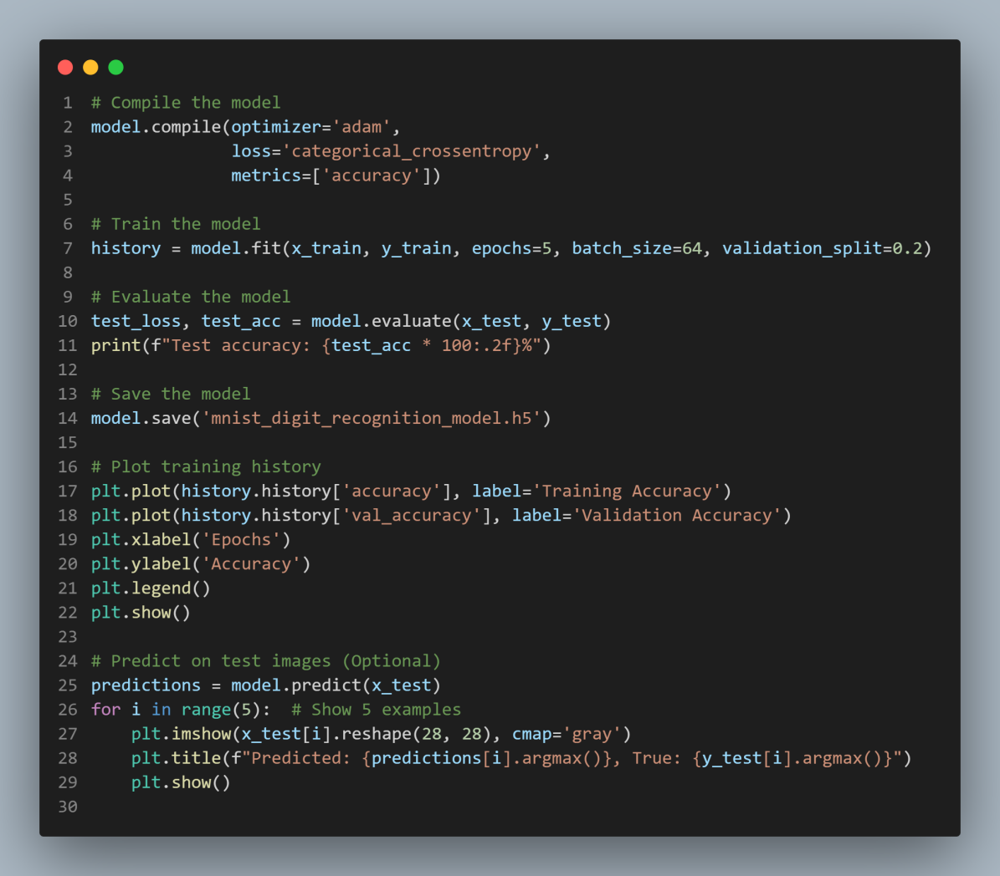 1 # Compile the model
2 model.compile(optimizer='adam',
3               loss='categorical_crossentropy',
4               metrics=['accuracy'])
5
6 # Train the model
7 history = model.fit(x_train, y_train, epochs=5, batch_size=64, validation_split=0.2)
8
9 # Evaluate the model
10 test_loss, test_acc = model.evaluate(x_test, y_test)
11 print(f"Test accuracy: {test_acc * 100:.2f}%")
12
13 # Save the model
14 model.save('mnist_digit_recognition_model.h5')
15
16 # Plot training history
17 plt.plot(history.history['accuracy'], label='Training Accuracy')
18 plt.plot(history.history['val_accuracy'], label='Validation Accuracy')
19 plt.xlabel('Epochs')
20 plt.ylabel('Accuracy')
21 plt.legend()
22 plt.show()
23
24 # Predict on test images (Optional)
25 predictions = model.predict(x_test)
26 for i in range(5):  # Show 5 examples
27     plt.imshow(x_test[i].reshape(28, 28), cmap='gray')
28     plt.title(f"Predicted: {predictions[i].argmax()}, True: {y_test[i].argmax()}")
29     plt.show()
30